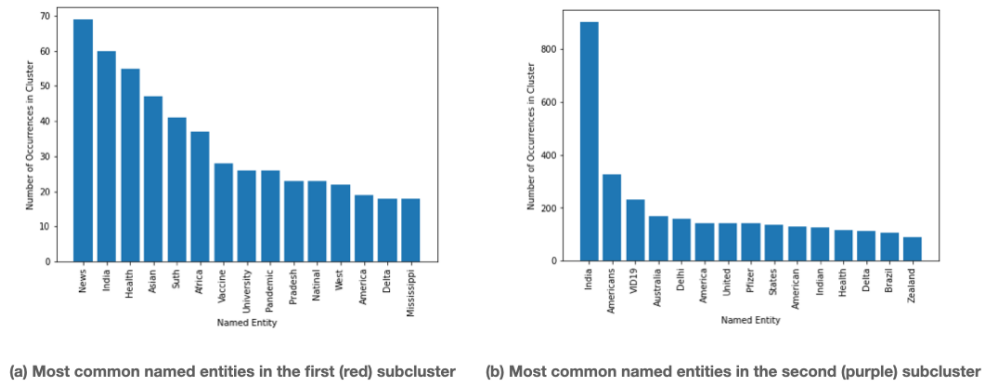 70
60
50
40
30
20
10
0
Number of Occurrences in Cluster
News
India
Health
Asian
Suth
Africa
Vaccine
University
Pandemic
Pradesh
Natinal
West
America
Delta
Mississippi
Named Entity
(a) Most common named entities in the first (red) subcluster
800
600
400
200
0
Number of Occurrences in Cluster
India
Americans
VID19
Australia
Delhi
America
United
Pfizer
States
American
Indian
Health
Delta
Brazil
Zealand
Named Entity
(b) Most common named entities in the second (purple) subcluster